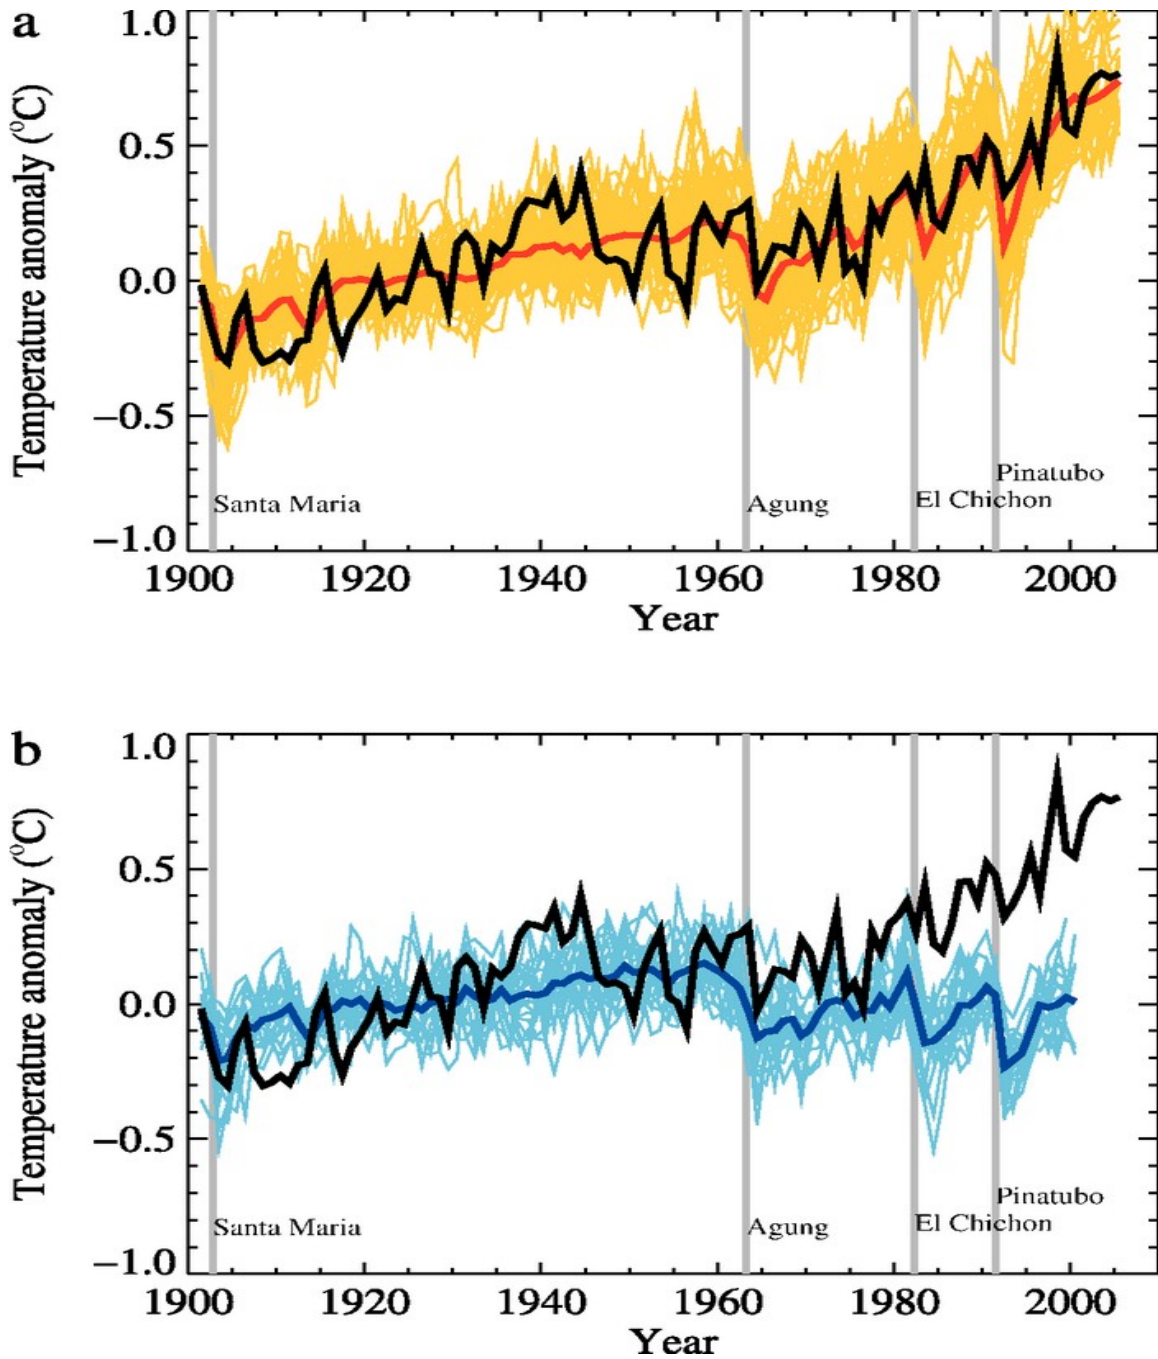 a
Temperature anomaly (°C)
1.0
0.5
0.0
−0.5
−1.0
Santa Maria
Agung
El Chichon
Pinatubo
1900 1920 1940 1960 1980 2000
Year
b
Temperature anomaly (°C)
1.0
0.5
0.0
−0.5
−1.0
Santa Maria
Agung
El Chichon
Pinatubo
1900 1920 1940 1960 1980 2000
Year